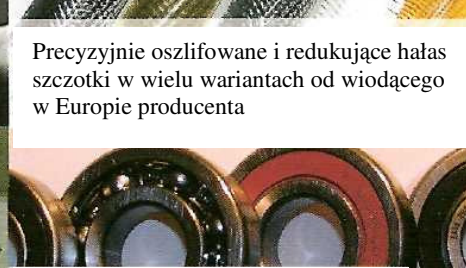 Precyzyjnie oszlifowane i redukujące hałas
szczotki w wielu wariantach od wiodącego
w Europie producenta